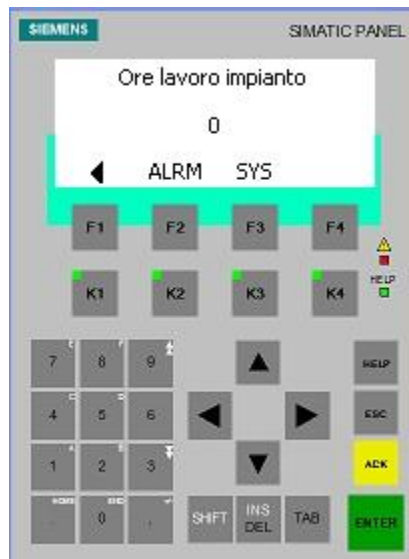 SIEMENS SIMATIC PANEL
Ore lavoro impianto
0
ALRM SYS
F1 F2 F3 F4
HELP
K1 K2 K3 K4
7 8 9 HELP
4 5 6 ESC
1 2 3 ACK
. 0 , SHIFT INS DEL TAB ENTER